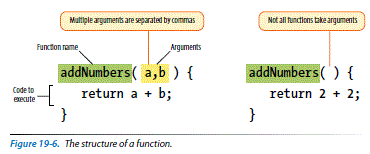 Multiple arguments are separated by commas
Not all functions take arguments
Function name
Arguments
addNumbers( a,b ) {
return a + b;
}
Code to
execute
addNumbers( ) {
return 2 + 2;
}
Figure 19-6. The structure of a function.